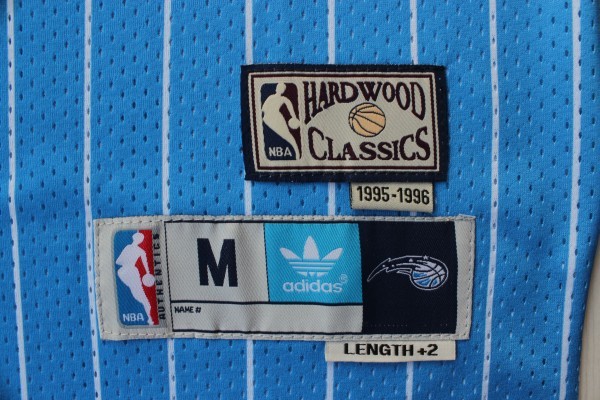 HARDWOOD
CLASSICS
NBA
1995-1996
NBA
AUTHENTICS
M
NAME #
adidas®
LENGTH +2